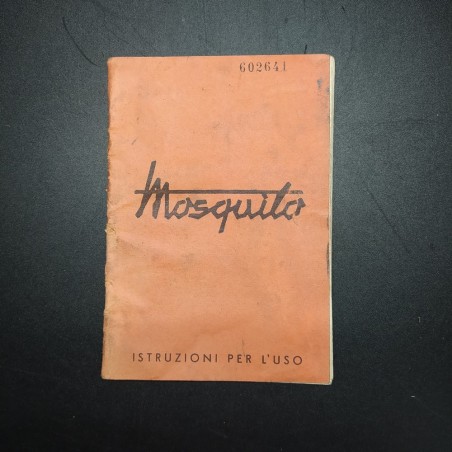 602641
Mosquito
ISTRUZIONI PER L'USO